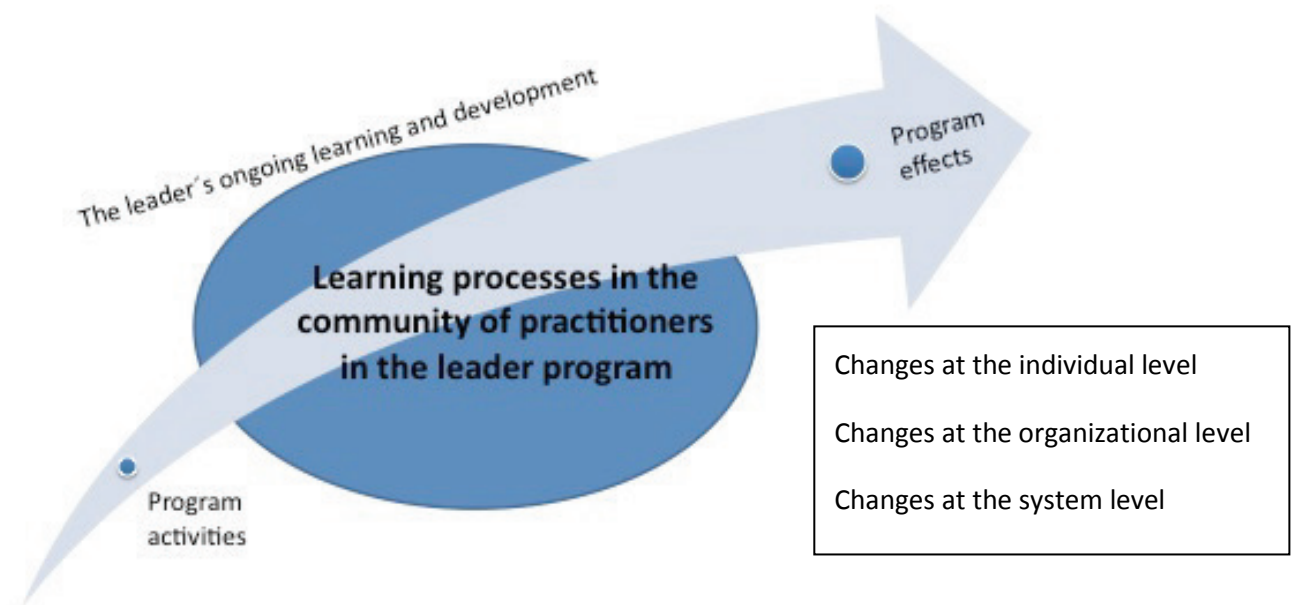 The leader´s ongoing learning and development
Program
effects
Learning processes in the
community of practitioners
in the leader program
Program
activities
Changes at the individual level
Changes at the organizational level
Changes at the system level